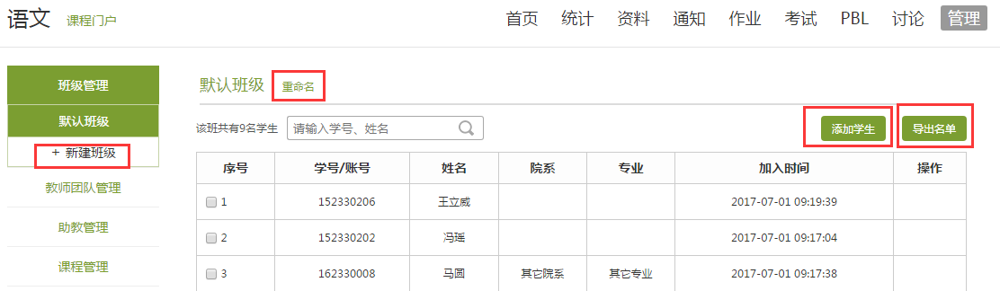 语文 课程门户 首页 统计 资料 通知 作业 考试 PBL 讨论 管理
班级管理
默认班级 重命名
默认班级
该班共有9名学生 请输入学号、姓名 添加学生 导出名单
+ 新建班级
序号 学号/账号 姓名 院系 专业 加入时间 操作
教师团队管理
1 152330206 王立威 2017-07-01 09:19:39
助教管理
2 152330202 冯瑶 2017-07-01 09:17:04
课程管理
3 162330008 马圆 其它院系 其它专业 2017-07-01 09:17:38